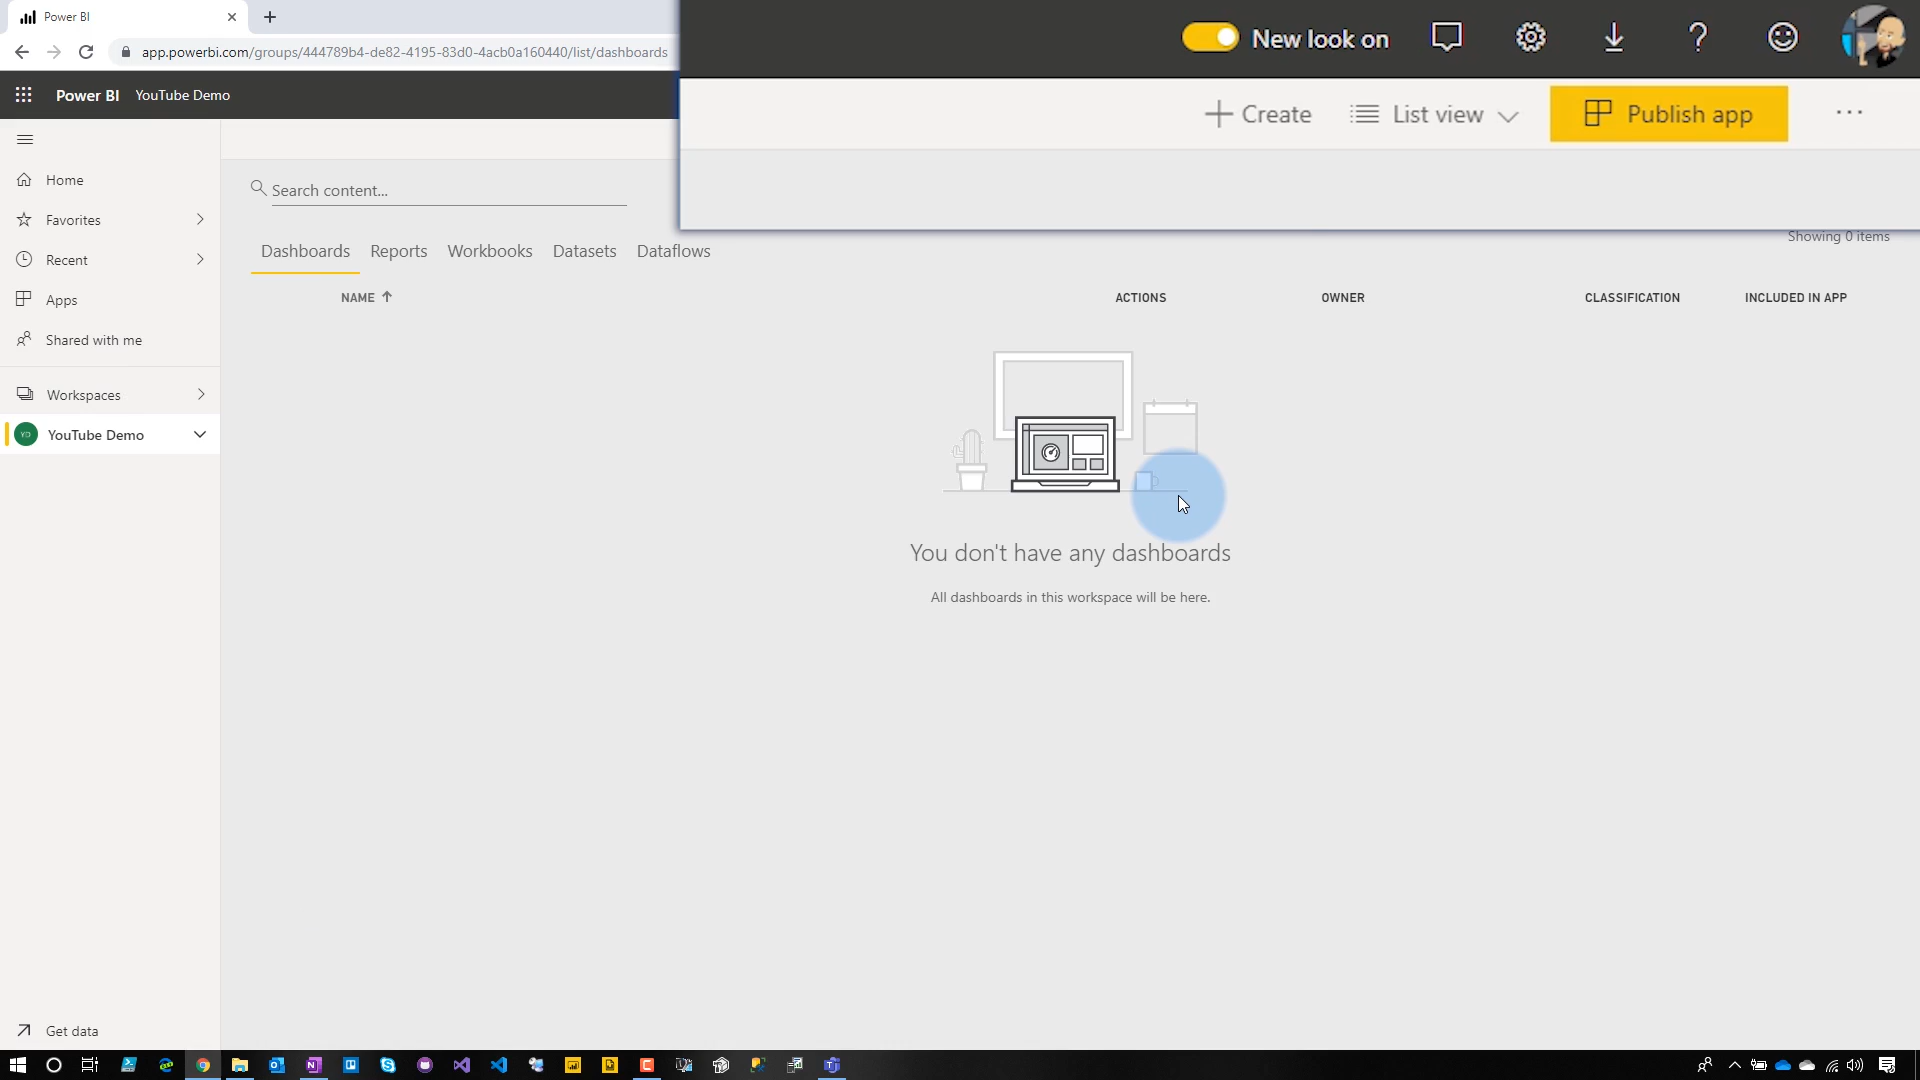 Power BI
app.powerbi.com/groups/444789b4-de82-4195-83d0-4acb0a160440/list/dashboards
New look on
Power BI YouTube Demo
Create
List view
Publish app
Home
Search content...
Favorites
Showing 0 items
Dashboards Reports Workbooks Datasets Dataflows
Recent
NAME ACTIONS OWNER CLASSIFICATION INCLUDED IN APP
Apps
Shared with me
Workspaces
YD YouTube Demo
You don't have any dashboards
All dashboards in this workspace will be here.
Get data